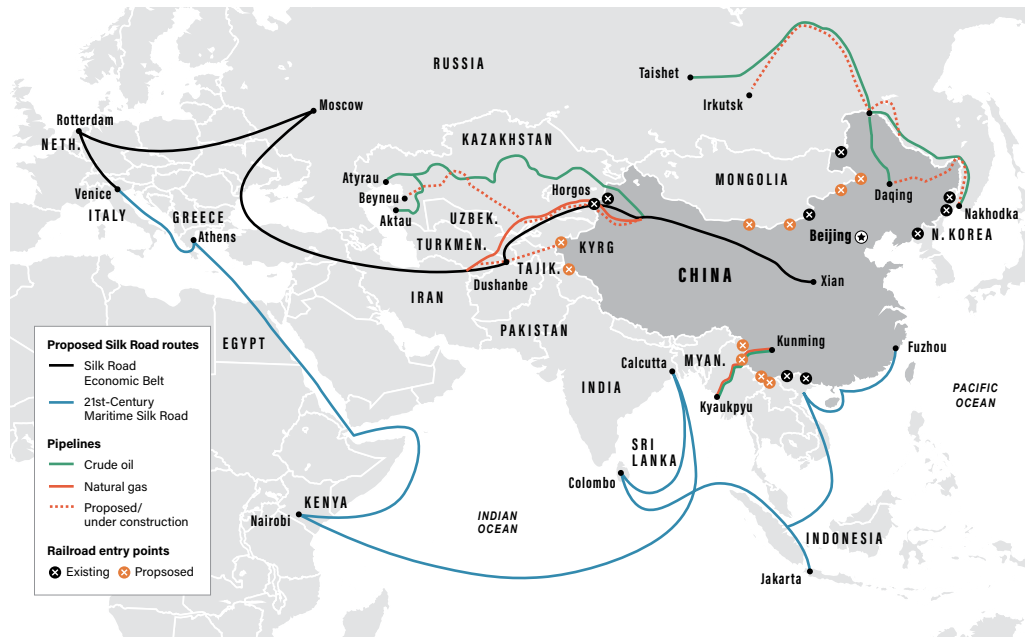 RUSSIA
Taishet
Irkutsk
Moscow
Rotterdam
NETH.
KAZAKHSTAN
Atyrau
Beyneu
Aktau
Horgos
MONGOLIA
Daqing
Nakhodka
Venice
ITALY
GREECE
Athens
UZBEK.
TURKMEN.
KYRG
TAJIK.
Dushanbe
Beijing
N. KOREA
CHINA
Xian
IRAN
PAKISTAN
EGYPT
Calcutta
MYAN.
Kunming
Fuzhou
INDIA
Kyaukpyu
PACIFIC
OCEAN
SRI
LANKA
Colombo
KENYA
Nairobi
INDIAN
OCEAN
INDONESIA
Jakarta
Proposed Silk Road routes
Silk Road
Economic Belt
21st-Century
Maritime Silk Road
Pipelines
Crude oil
Natural gas
Proposed/
under construction
Railroad entry points
Existing
Propsosed